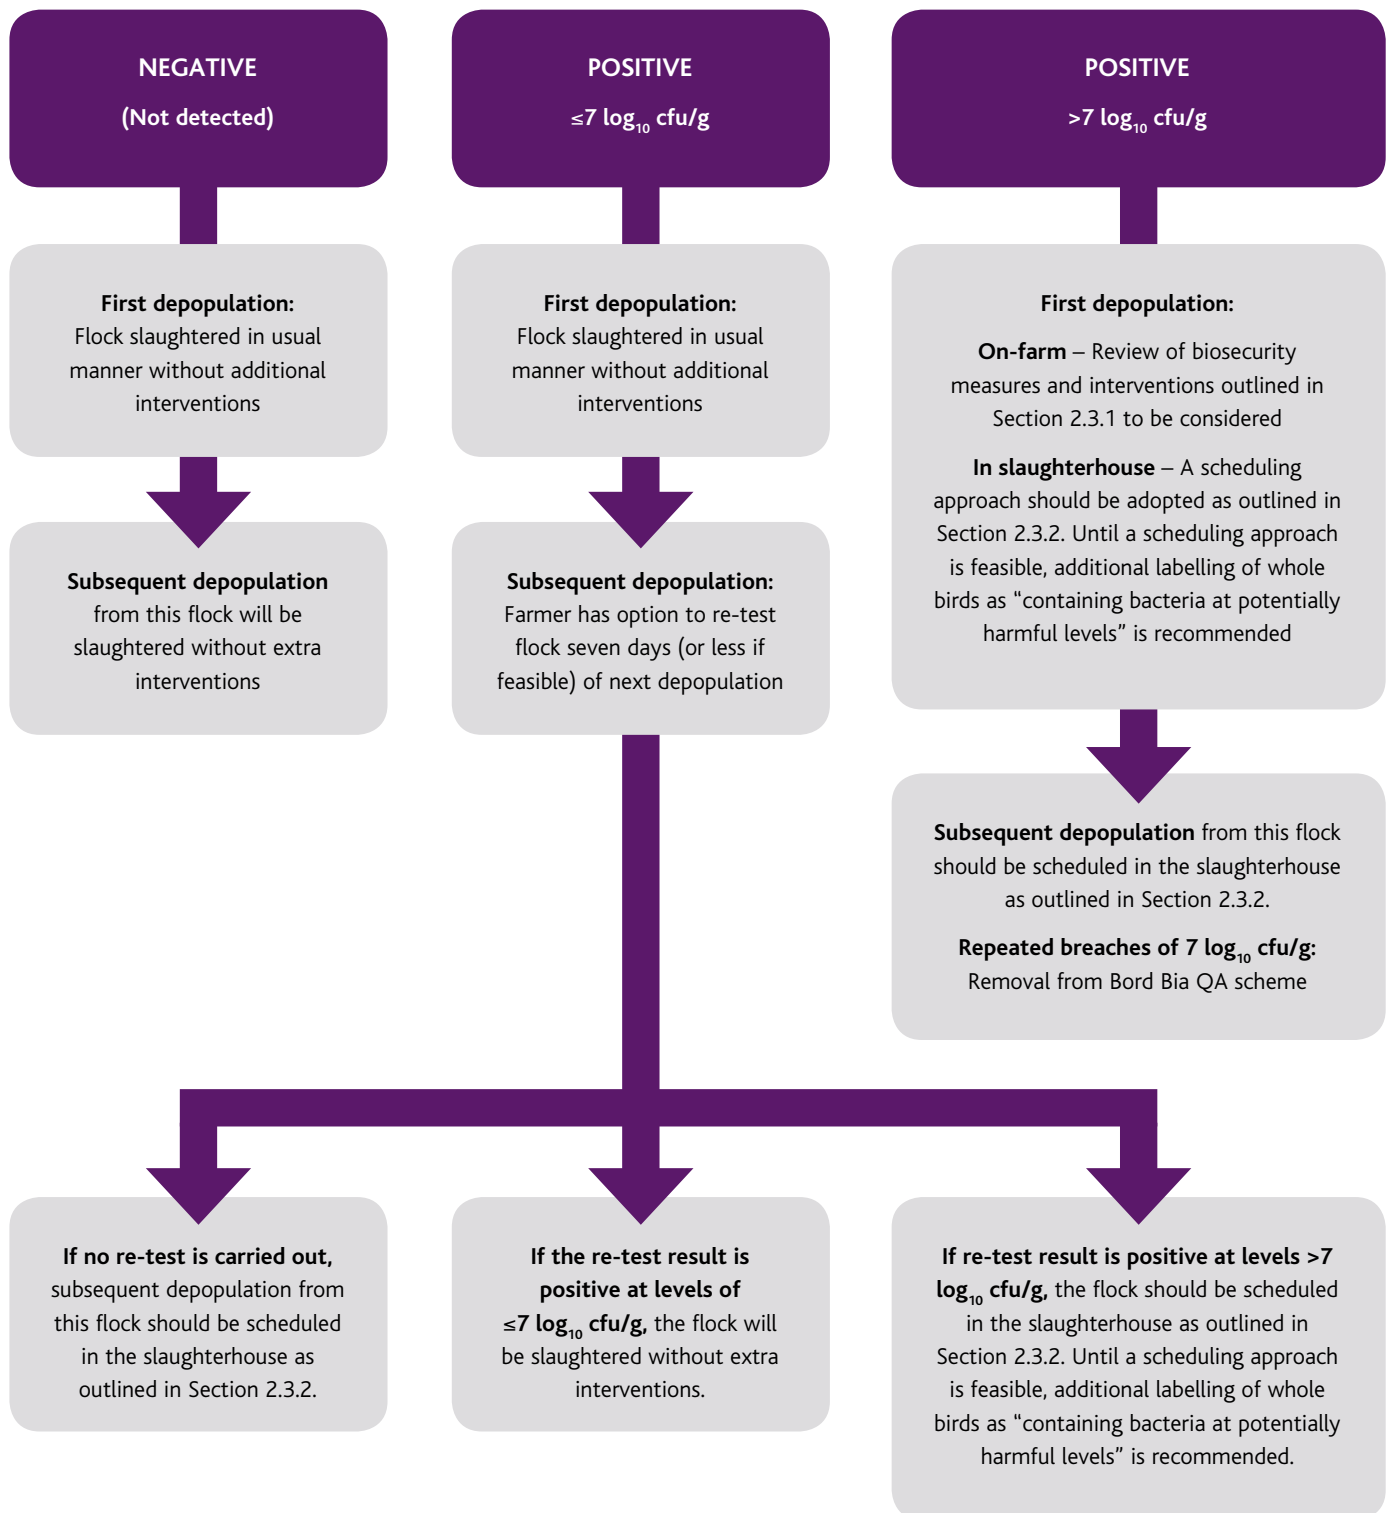 NEGATIVE
(Not detected)
POSITIVE
≤7 log₁₀ cfu/g
POSITIVE
>7 log₁₀ cfu/g
First depopulation:
Flock slaughtered in usual
manner without additional
interventions
First depopulation:
Flock slaughtered in usual
manner without additional
interventions
First depopulation:
On-farm – Review of biosecurity
measures and interventions outlined in
Section 2.3.1 to be considered
In slaughterhouse – A scheduling
approach should be adopted as outlined in
Section 2.3.2. Until a scheduling approach
is feasible, additional labelling of whole
birds as “containing bacteria at potentially
harmful levels” is recommended
Subsequent depopulation
from this flock will be
slaughtered without extra
interventions
Subsequent depopulation:
Farmer has option to re-test
flock seven days (or less if
feasible) of next depopulation
Subsequent depopulation from this flock
should be scheduled in the slaughterhouse
as outlined in Section 2.3.2.
Repeated breaches of 7 log₁₀ cfu/g:
Removal from Bord Bia QA scheme
If no re-test is carried out,
subsequent depopulation from
this flock should be scheduled
in the slaughterhouse as
outlined in Section 2.3.2.
If the re-test result is
positive at levels of
≤7 log₁₀ cfu/g, the flock will
be slaughtered without extra
interventions.
If re-test result is positive at levels >7
log₁₀ cfu/g, the flock should be scheduled
in the slaughterhouse as outlined in
Section 2.3.2. Until a scheduling approach
is feasible, additional labelling of whole
birds as “containing bacteria at potentially
harmful levels” is recommended.